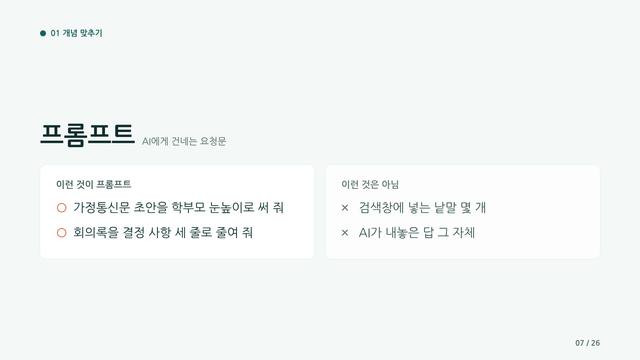 ● 01 개념 맞추기
프롬프트 AI에게 건네는 요청문
이런 것이 프롬프트
○ 가정통신문 초안을 학부모 눈높이로 써 줘
○ 회의록을 결정 사항 세 줄로 줄여 줘
이런 것은 아님
× 검색창에 넣는 낱말 몇 개
× AI가 내놓은 답 그 자체
07 / 26